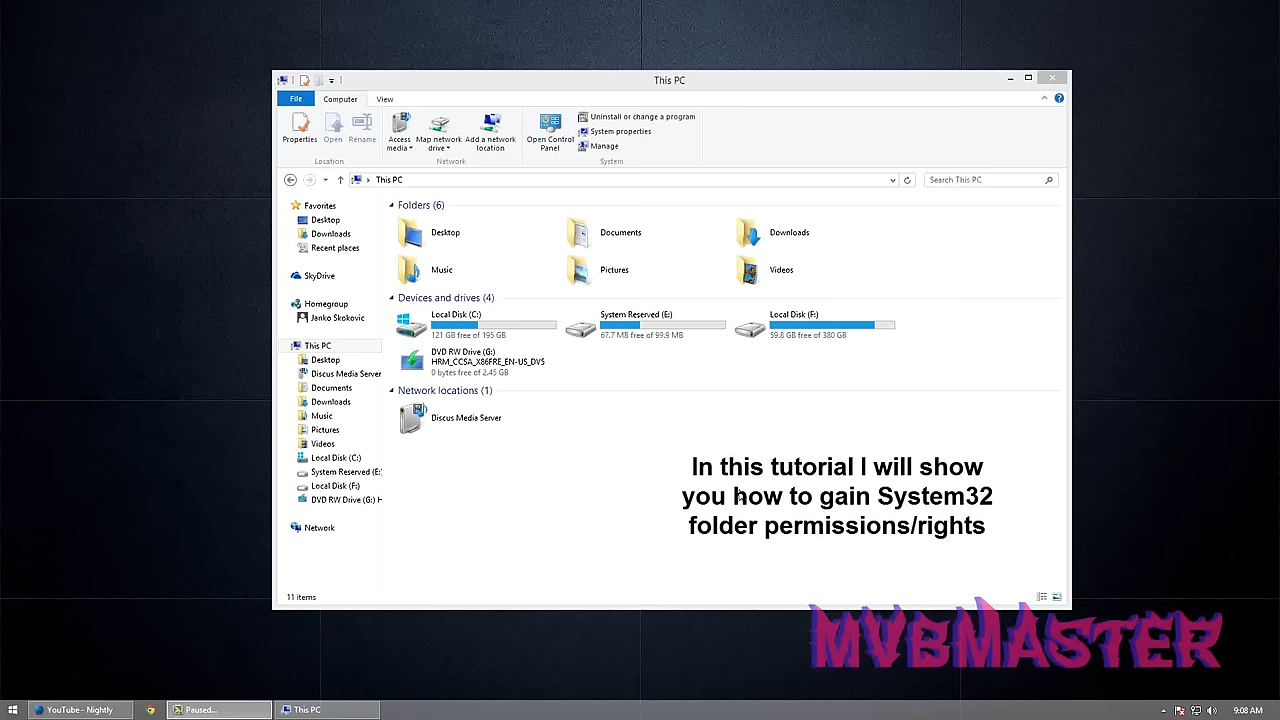 This PC
File
Computer
View
Properties
Open
Rename
Access media
Map network drive
Add a network location
Open Control Panel
Uninstall or change a program
System properties
Manage
Location
Network
System
This PC
Search This PC
Favorites
Desktop
Downloads
Recent places
SkyDrive
Homegroup
Janko Skokovic
This PC
Desktop
Discus Media Server
Documents
Downloads
Music
Pictures
Videos
Local Disk (C:)
System Reserved (E:
Local Disk (F:)
DVD RW Drive (G:) H
Network
Folders (6)
Desktop
Documents
Downloads
Music
Pictures
Videos
Devices and drives (4)
Local Disk (C:)
121 GB free of 195 GB
System Reserved (E:)
67.7 MB free of 99.9 MB
Local Disk (F:)
59.8 GB free of 380 GB
DVD RW Drive (G:)
HRM_CCSA_X86FRE_EN-US_DV5
0 bytes free of 2.45 GB
Network locations (1)
Discus Media Server
In this tutorial I will show
you how to gain System32
folder permissions/rights
11 items
MVBMASTER
YouTube - Nightly
Paused...
This PC
9:08 AM